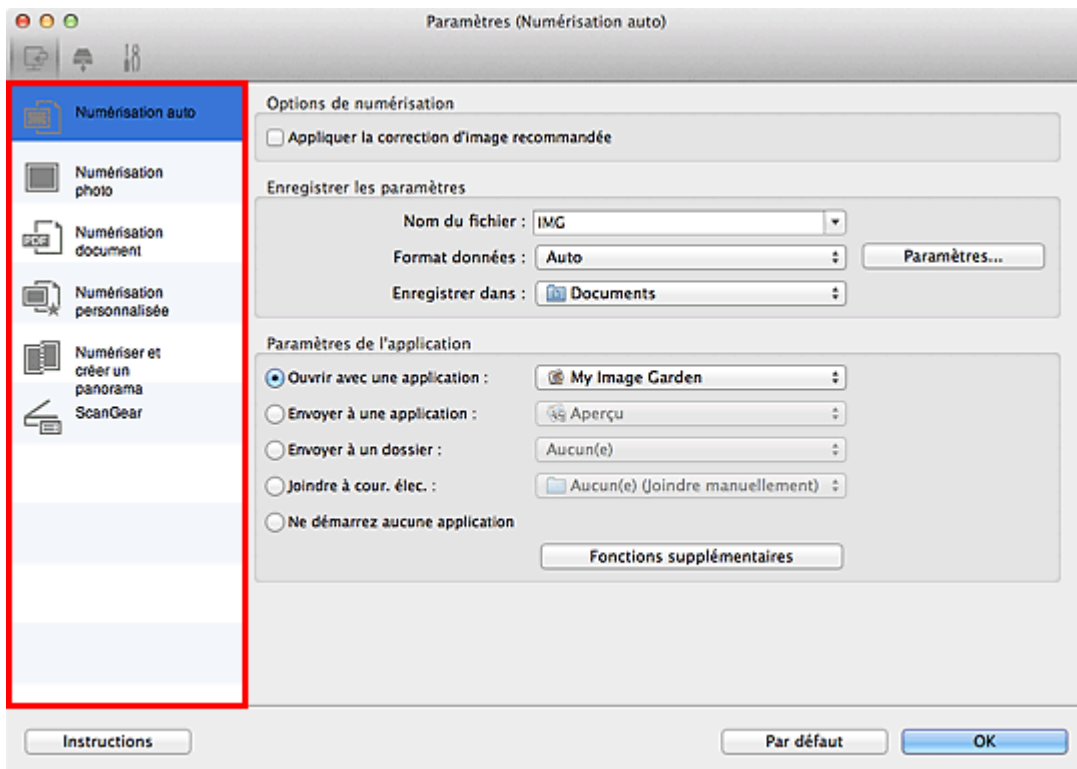 Paramètres (Numérisation auto)
Numérisation auto
Numérisation
photo
PDF
Numérisation
document
Numérisation
personnalisée
Numériser et
créer un
panorama
ScanGear
Options de numérisation
Appliquer la correction d'image recommandée
Enregistrer les paramètres
Nom du fichier : IMG
Format données : Auto Paramètres...
Enregistrer dans : Documents
Paramètres de l'application
Ouvrir avec une application : My Image Garden
Envoyer à une application : Aperçu
Envoyer à un dossier : Aucun(e)
Joindre à cour. élec. : Aucun(e) (Joindre manuellement)
Ne démarrez aucune application
Fonctions supplémentaires
Instructions Par défaut OK